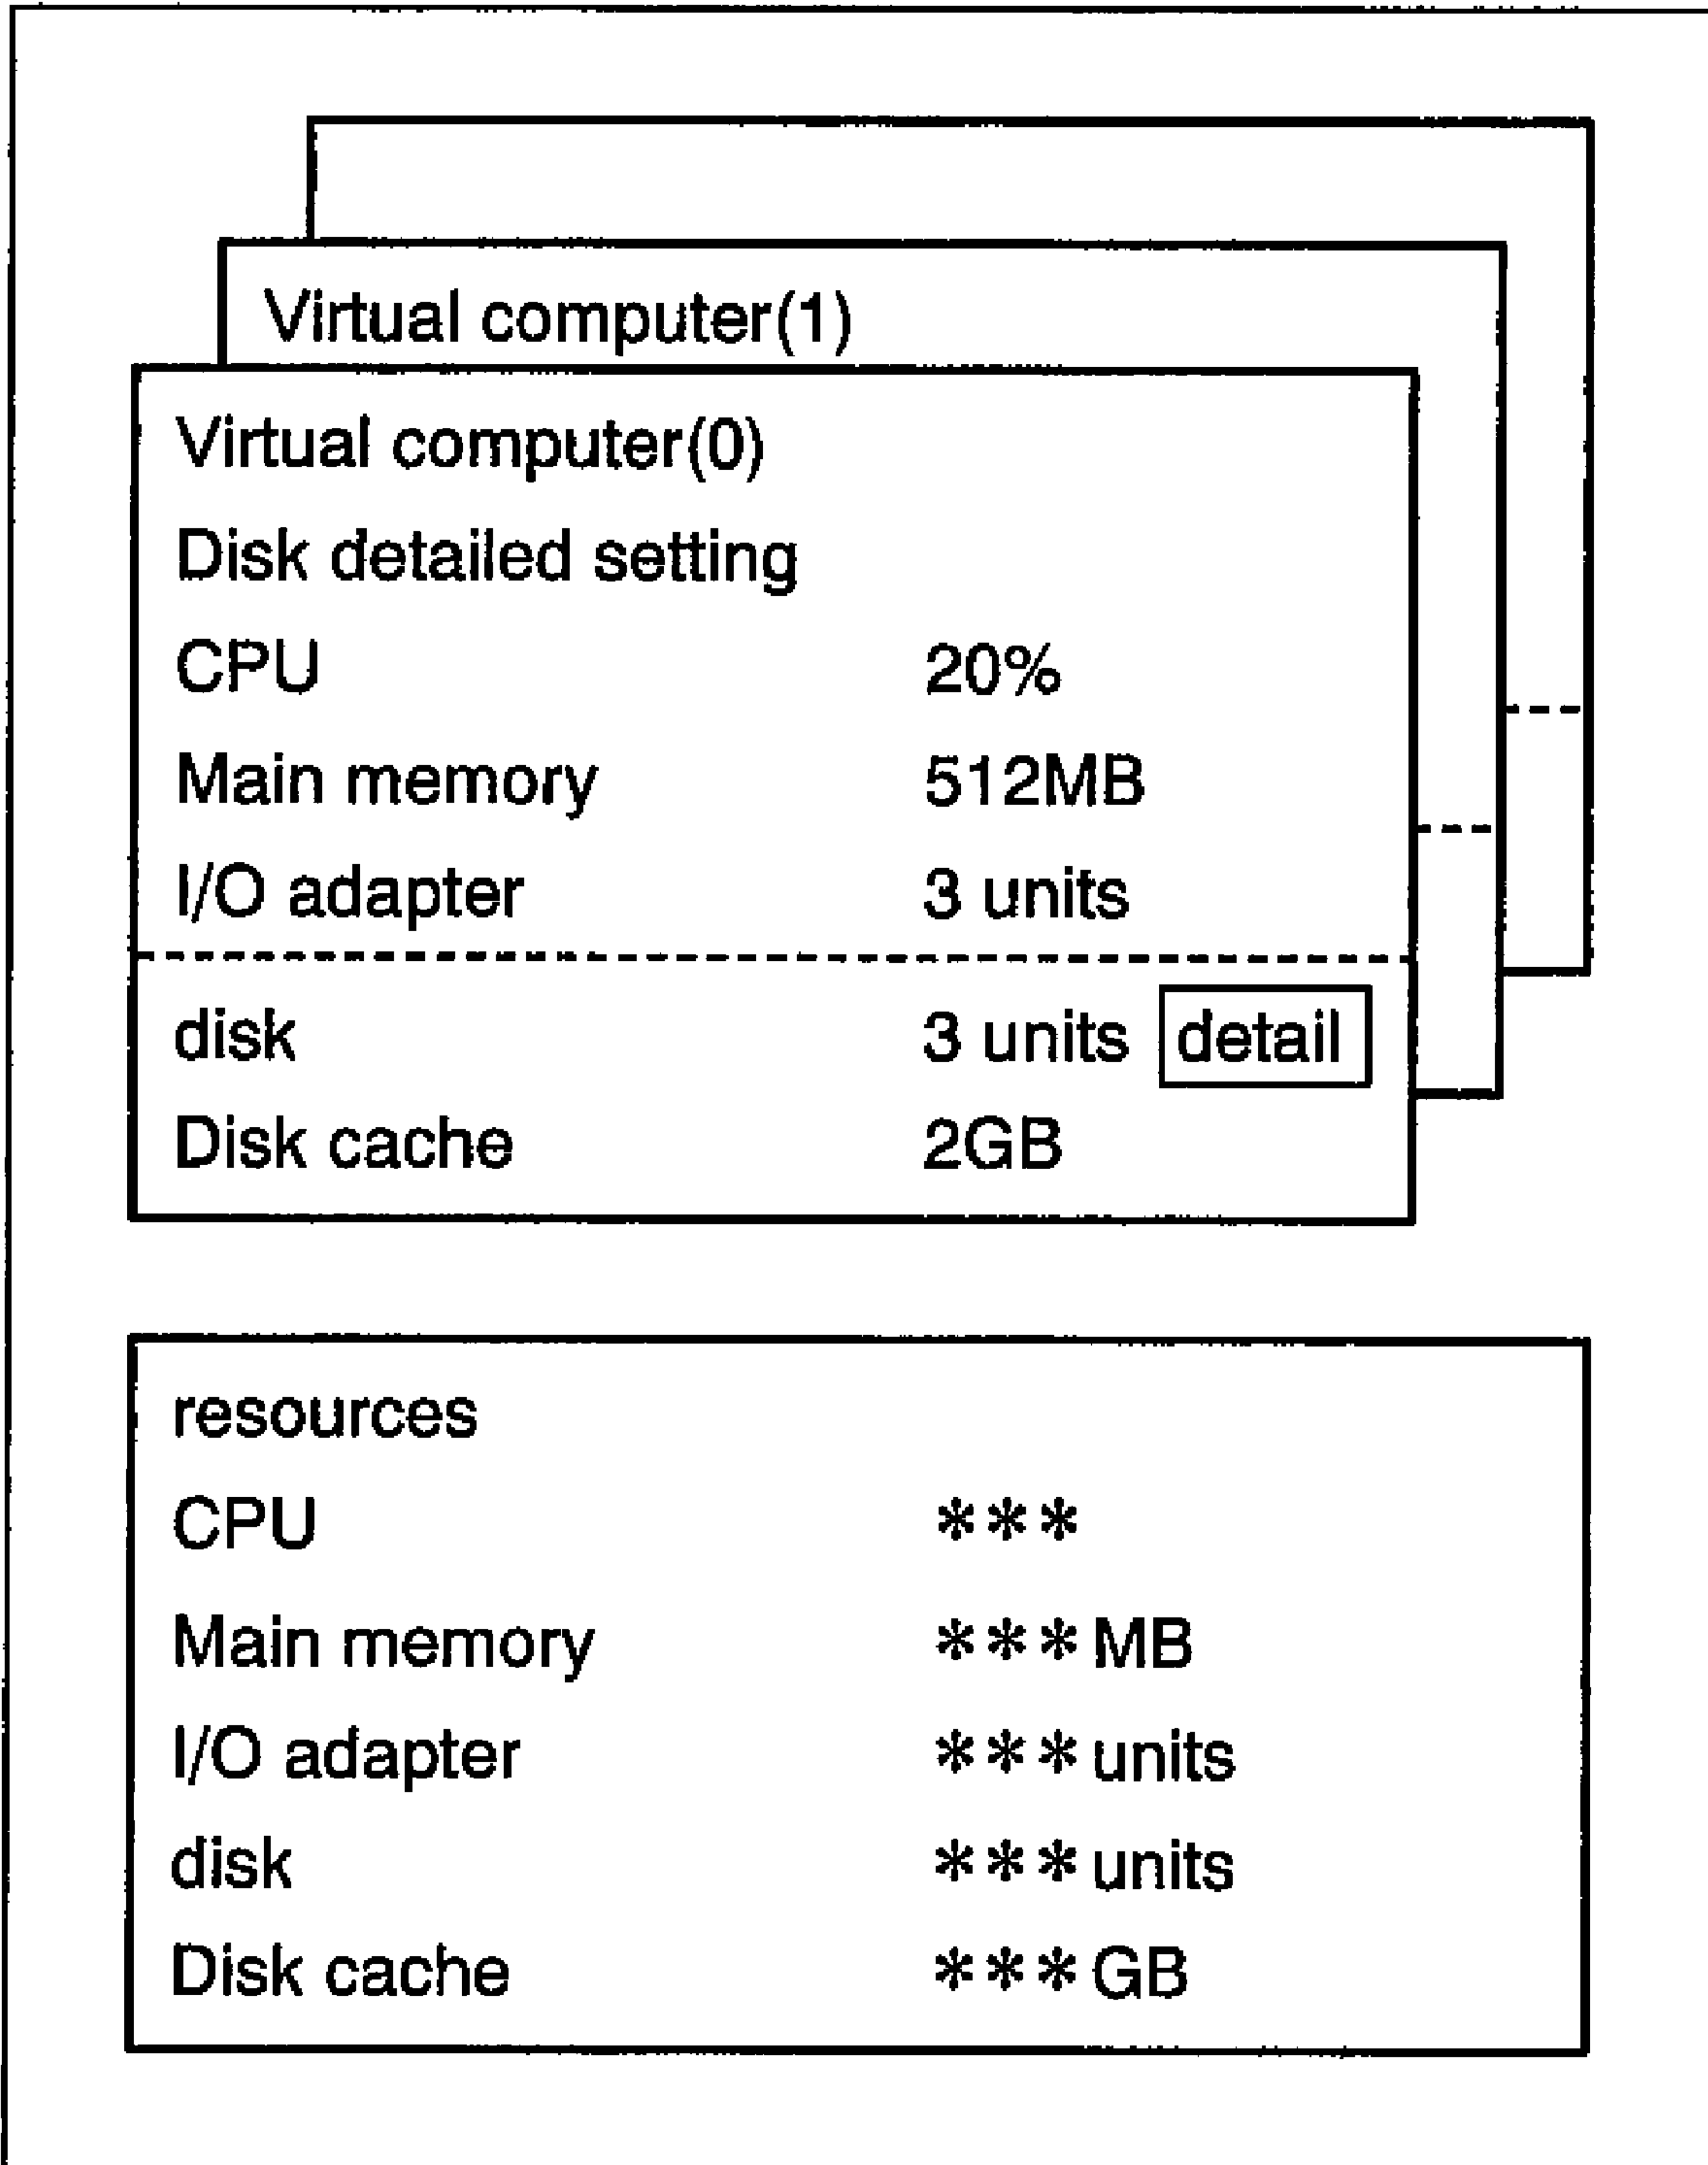 Virtual computer(1)
Virtual computer(0)
Disk detailed setting
CPU 20%
Main memory 512MB
I/O adapter 3 units
disk 3 units detail
Disk cache 2GB
resources
CPU ***
Main memory ***MB
I/O adapter ***units
disk ***units
Disk cache ***GB